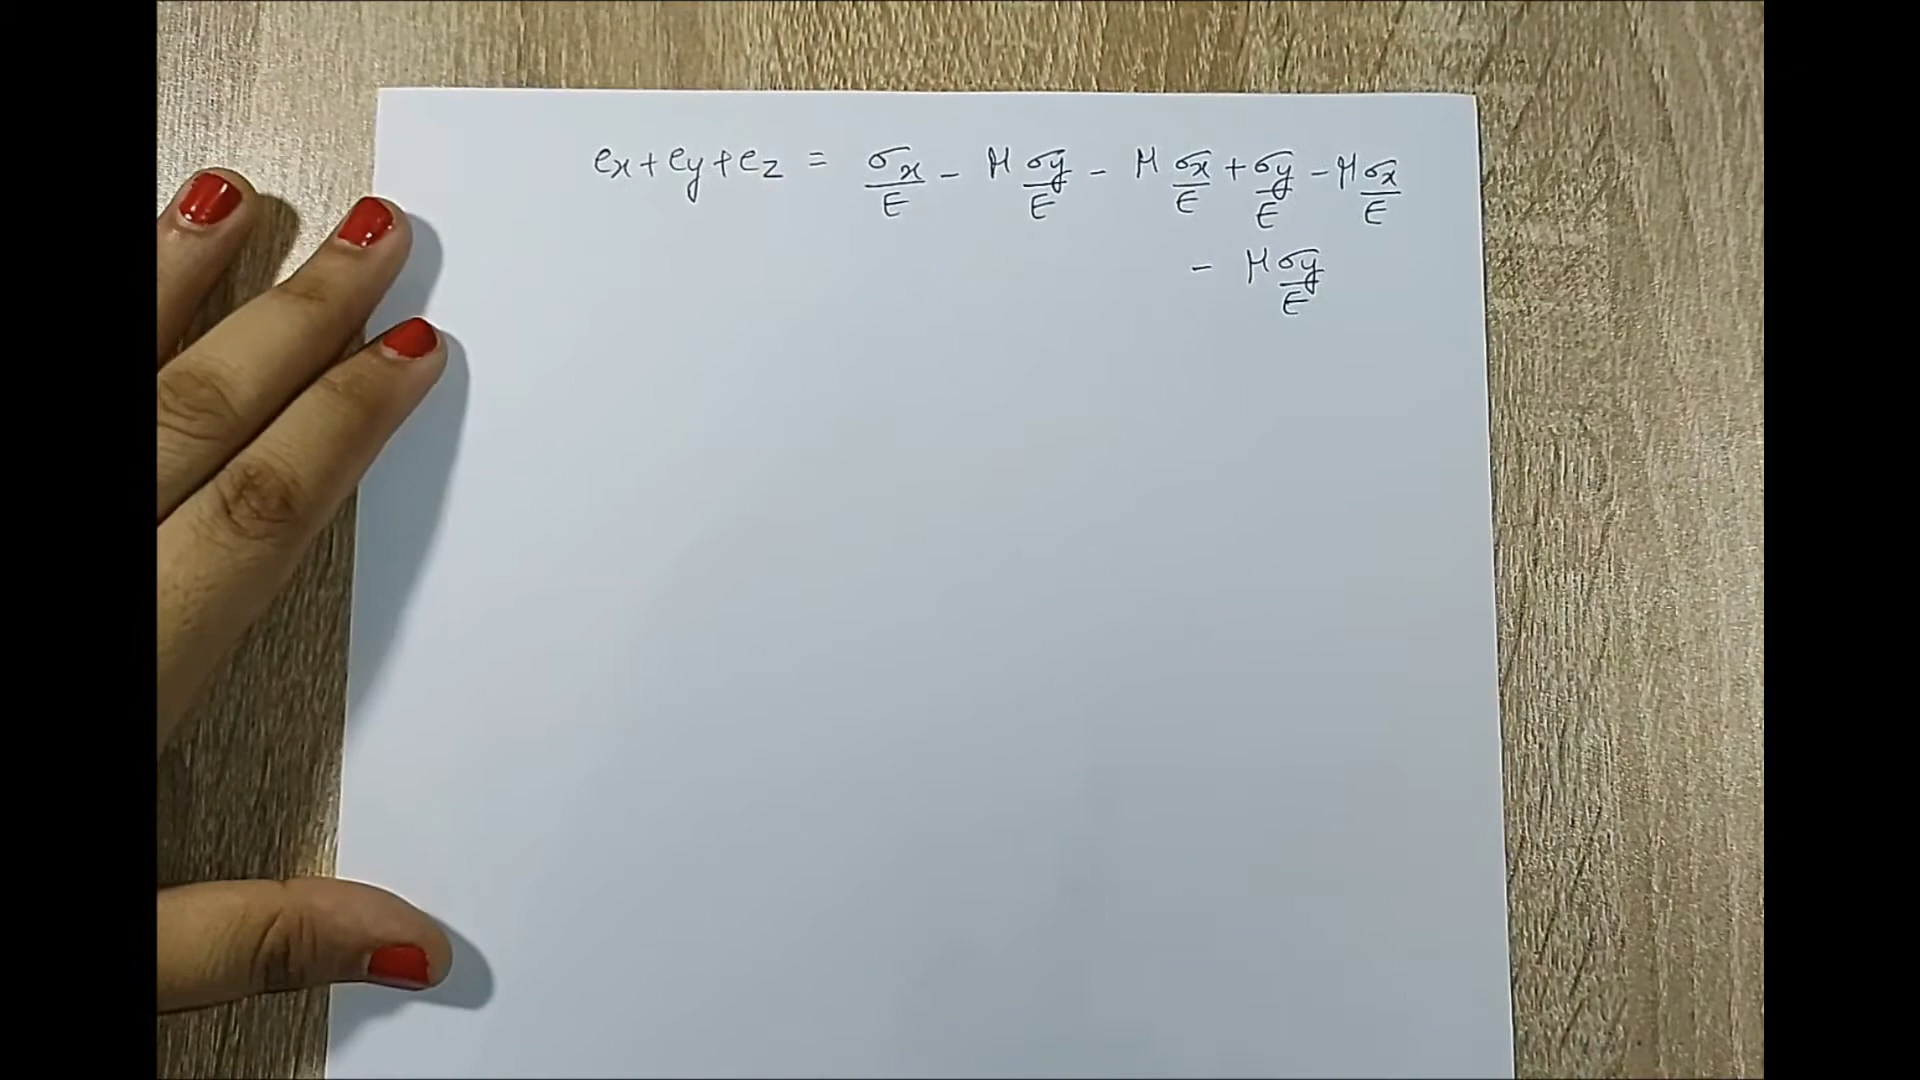 ex + ey + ez = σx/E - μ σy/E - μ σx/E + σy/E - μ σx/E
- μ σy/E